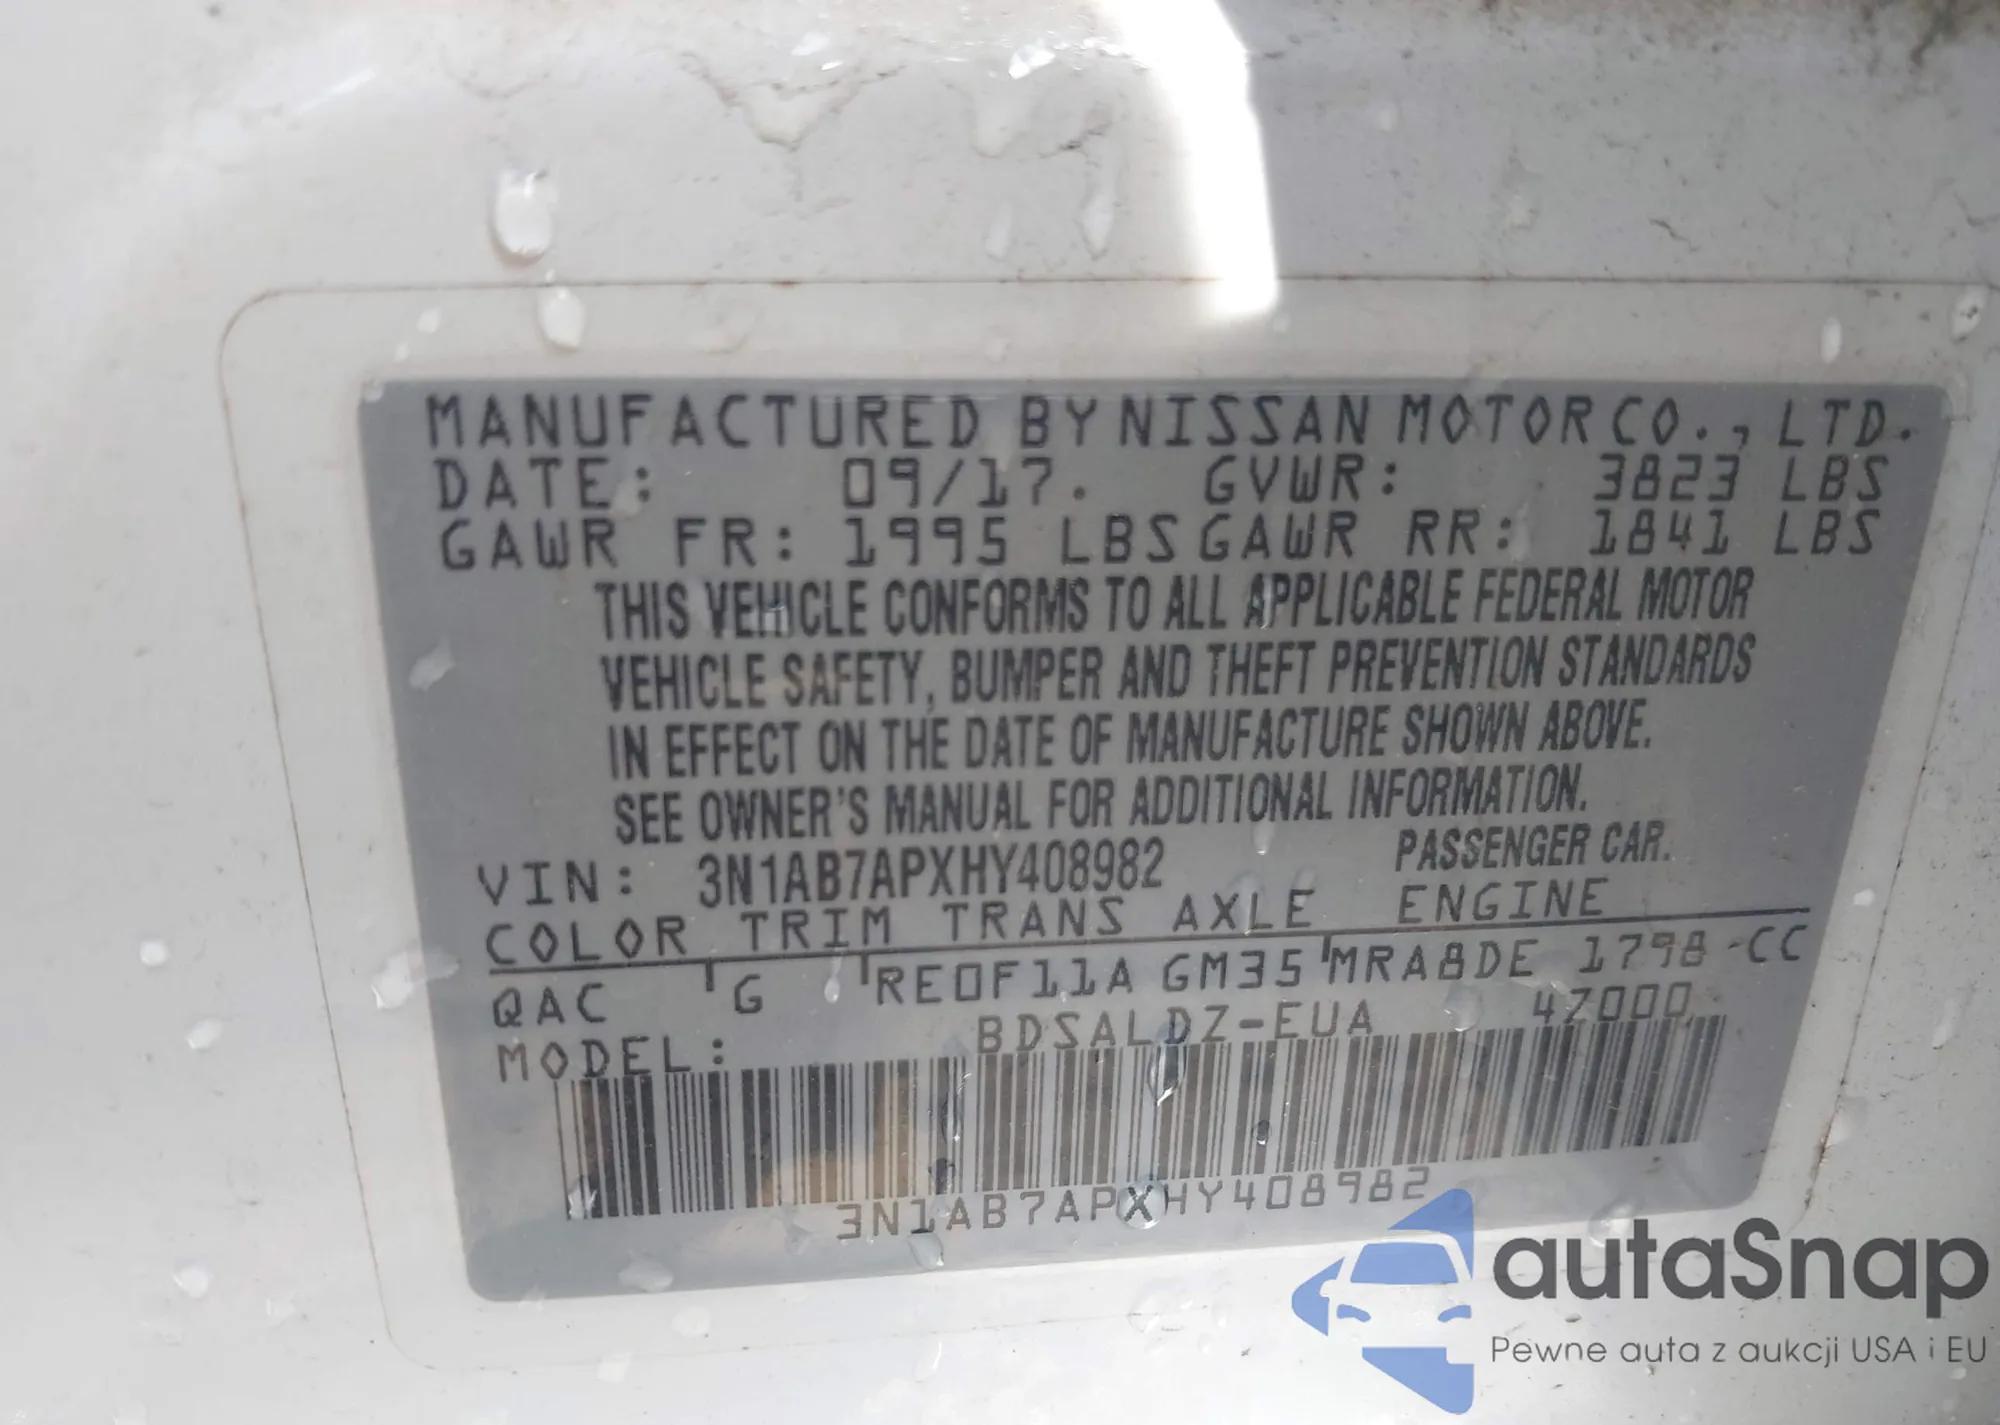 MANUFACTURED BY NISSAN MOTOR CO., LTD.
DATE: 09/17. GVWR: 3823 LBS
GAWR FR: 1995 LBS GAWR RR: 1841 LBS
THIS VEHICLE CONFORMS TO ALL APPLICABLE FEDERAL MOTOR
VEHICLE SAFETY, BUMPER AND THEFT PREVENTION STANDARDS
IN EFFECT ON THE DATE OF MANUFACTURE SHOWN ABOVE.
SEE OWNER'S MANUAL FOR ADDITIONAL INFORMATION.
VIN: 3N1AB7APXHY408982 PASSENGER CAR.
COLOR TRIM TRANS AXLE ENGINE
QAC G RE0F11A GM35 MRA8DE 1798-CC
MODEL: BDSALDZ-EUA 4Z000
3N1AB7APXHY408982
autaSnap
Pewne auta z aukcji USA i EU